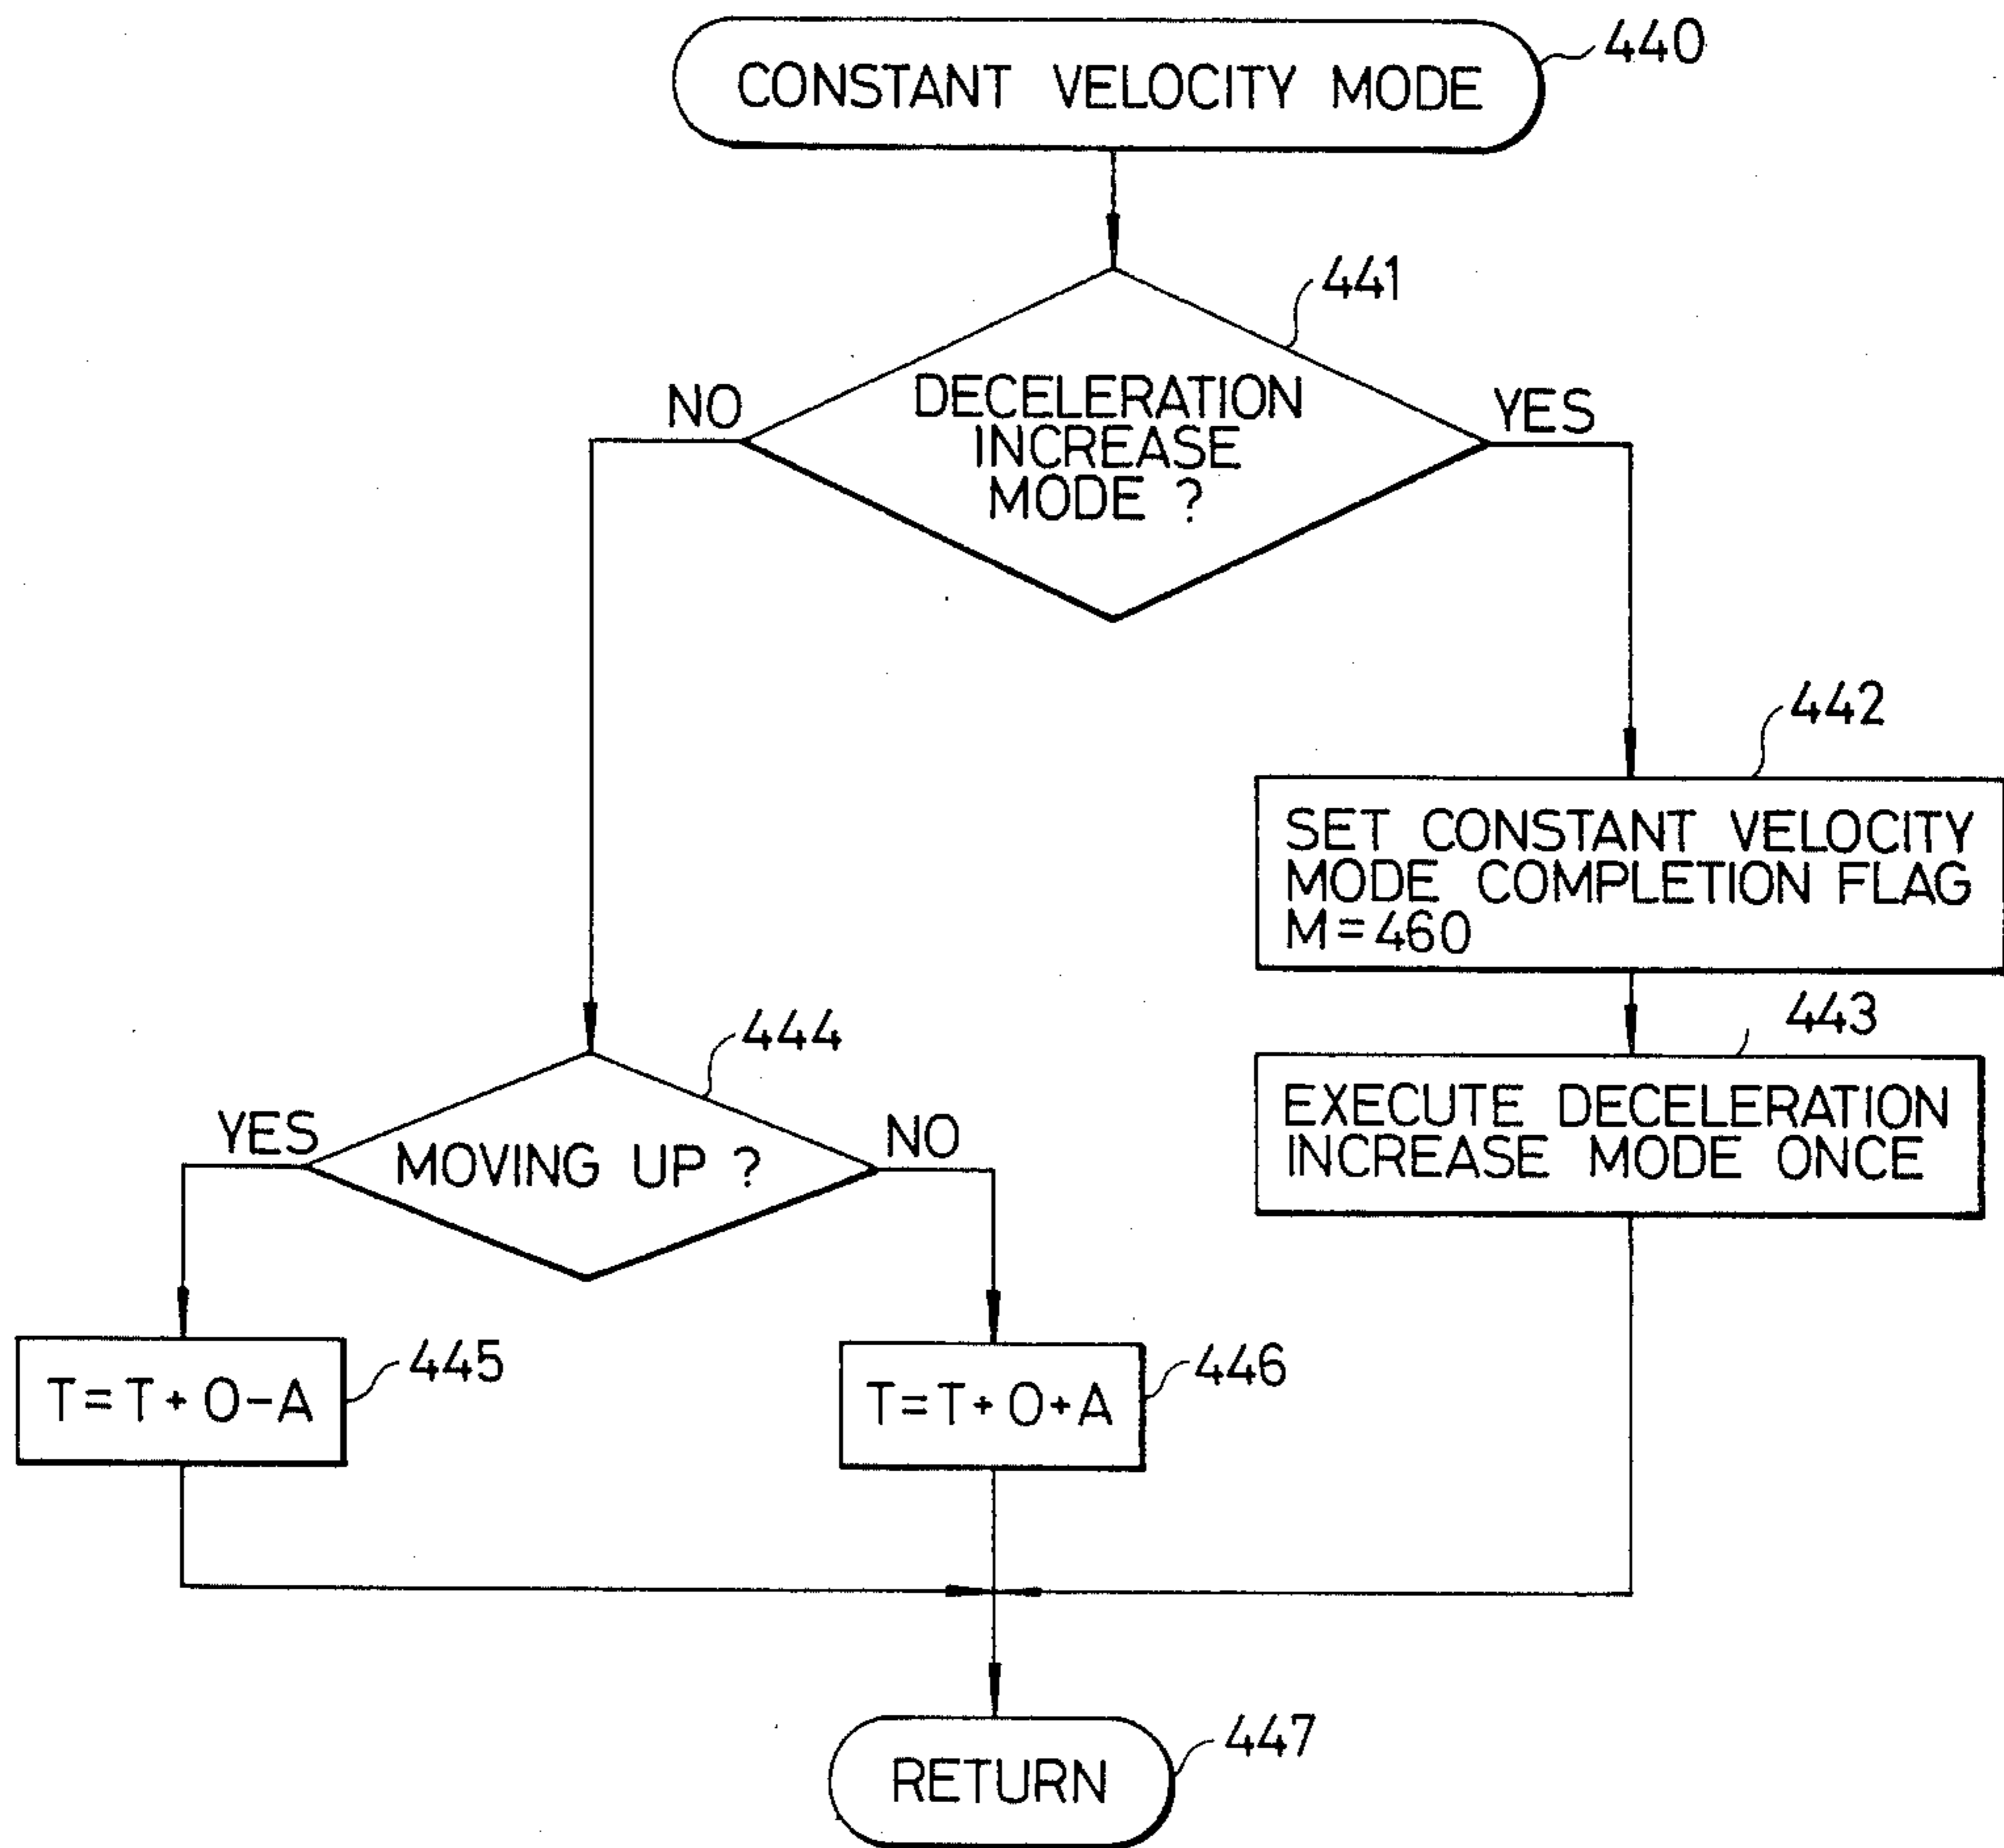 CONSTANT VELOCITY MODE
440
441
NO
DECELERATION
INCREASE
MODE ?
YES
442
SET CONSTANT VELOCITY
MODE COMPLETION FLAG
M=460
443
EXECUTE DECELERATION
INCREASE MODE ONCE
444
YES
MOVING UP ?
NO
T=T+O-A
445
T=T+O+A
446
RETURN
447